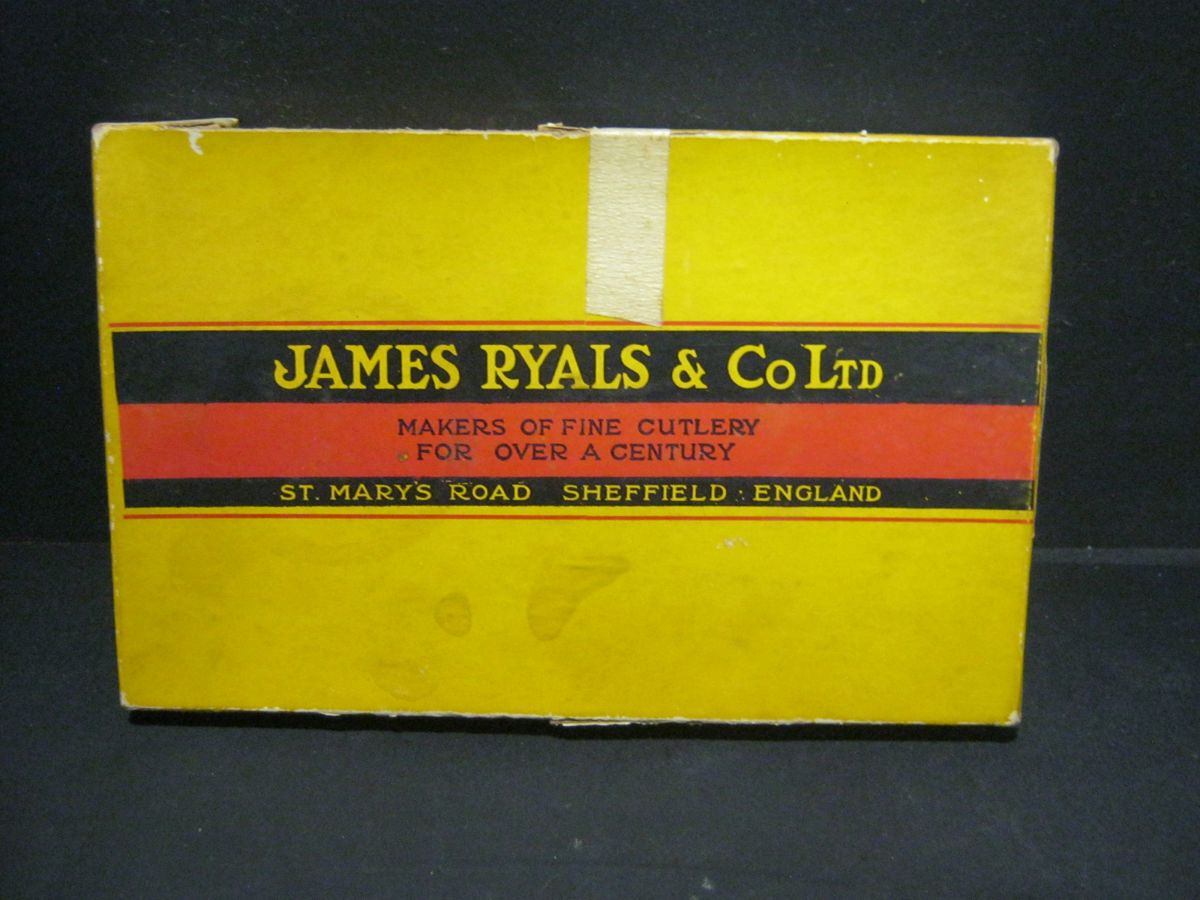 JAMES RYALS & Co LTD
MAKERS OF FINE CUTLERY
FOR OVER A CENTURY
ST. MARY'S ROAD SHEFFIELD · ENGLAND